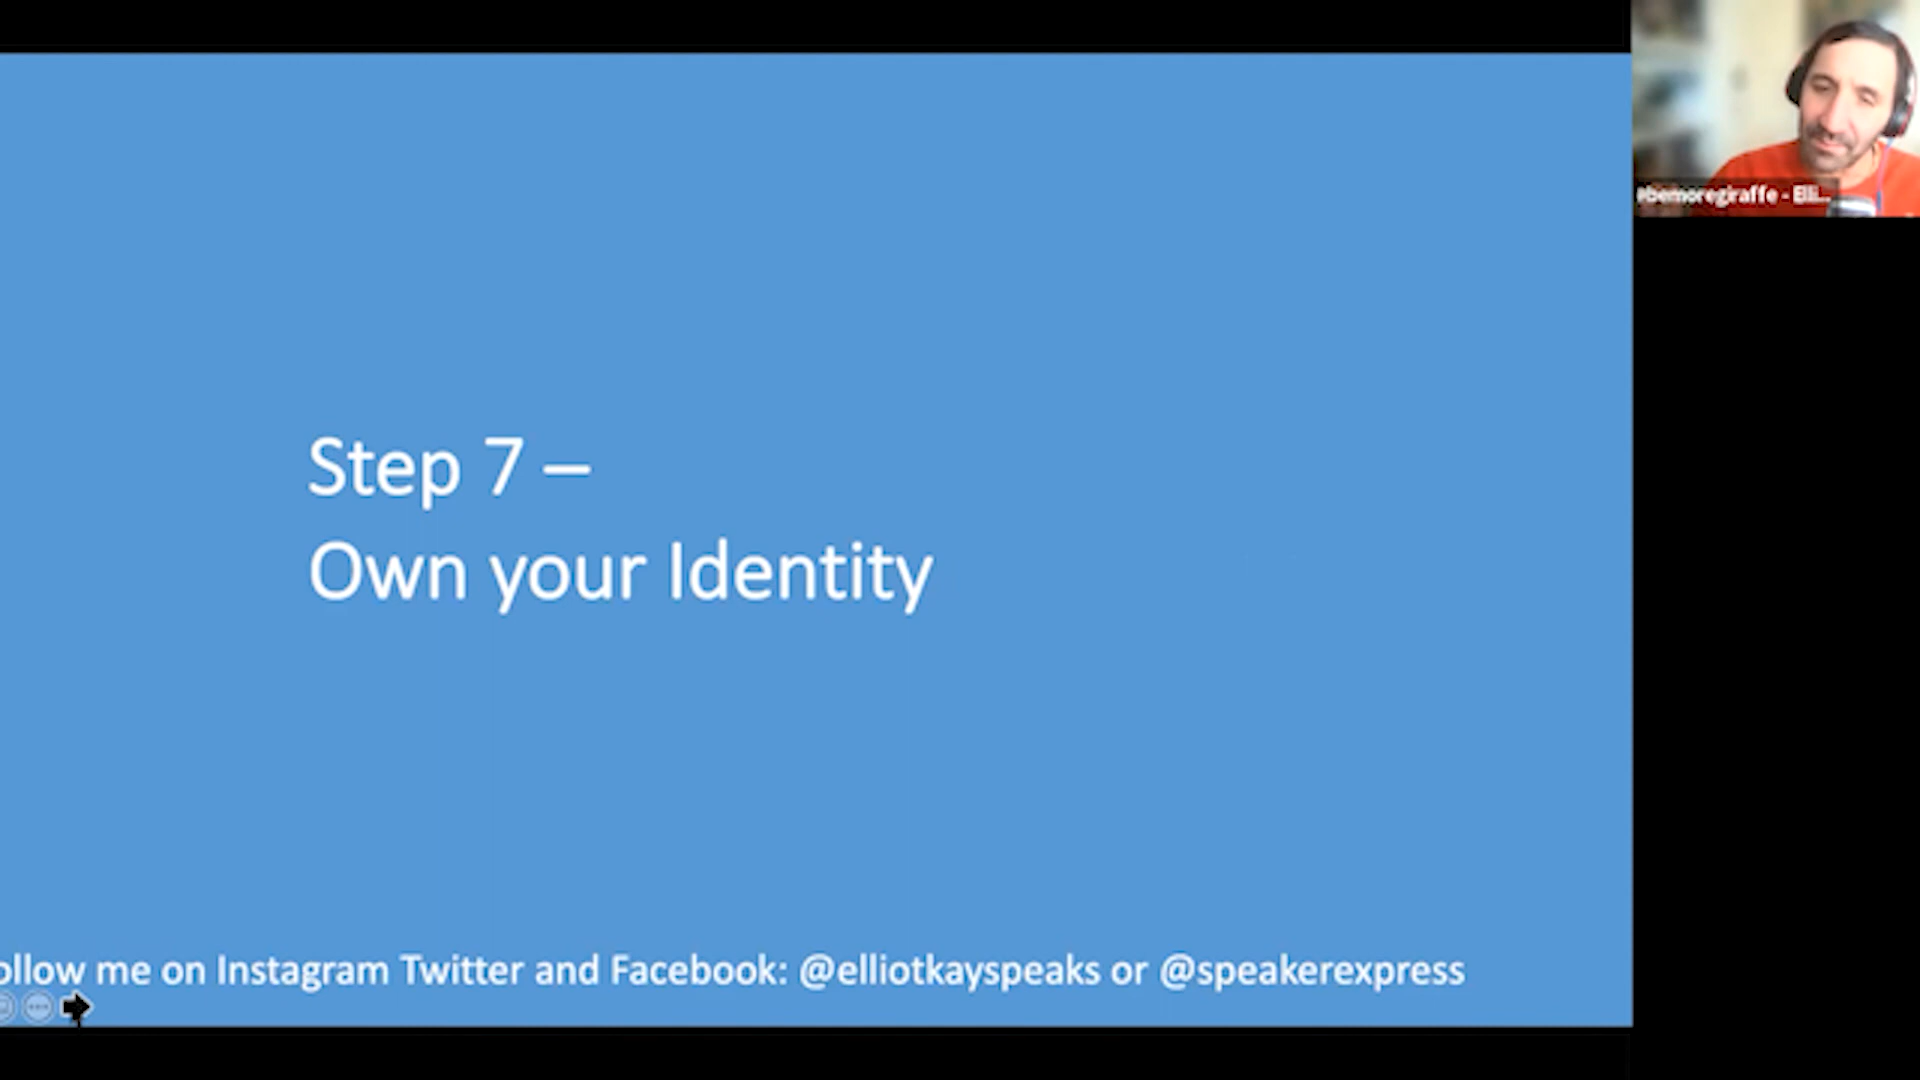 Step 7 –
Own your Identity
ollow me on Instagram Twitter and Facebook: @elliotkayspeaks or @speakerexpress
#bemoregiraffe - Elli...